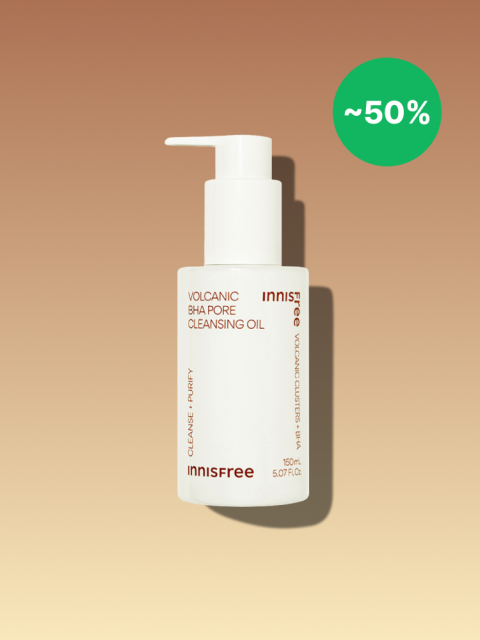 ~50%
VOLCANIC
BHA PORE
CLEANSING OIL
INNISFree
VOLCANIC CLUSTERS + BHA
CLEANSE + PURIFY
150mL
5.07 Fl.Oz.
INNISFree